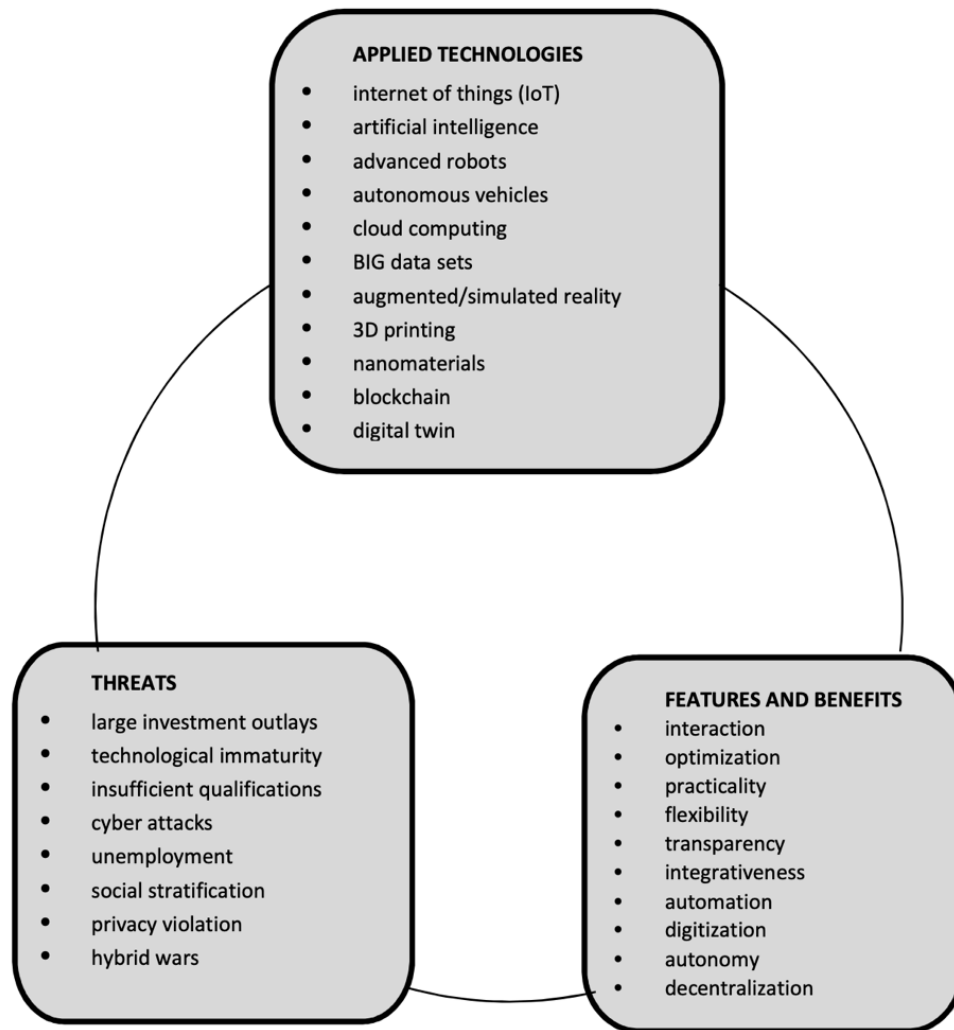 APPLIED TECHNOLOGIES
• internet of things (IoT)
• artificial intelligence
• advanced robots
• autonomous vehicles
• cloud computing
• BIG data sets
• augmented/simulated reality
• 3D printing
• nanomaterials
• blockchain
• digital twin
THREATS
• large investment outlays
• technological immaturity
• insufficient qualifications
• cyber attacks
• unemployment
• social stratification
• privacy violation
• hybrid wars
FEATURES AND BENEFITS
• interaction
• optimization
• practicality
• flexibility
• transparency
• integrativeness
• automation
• digitization
• autonomy
• decentralization